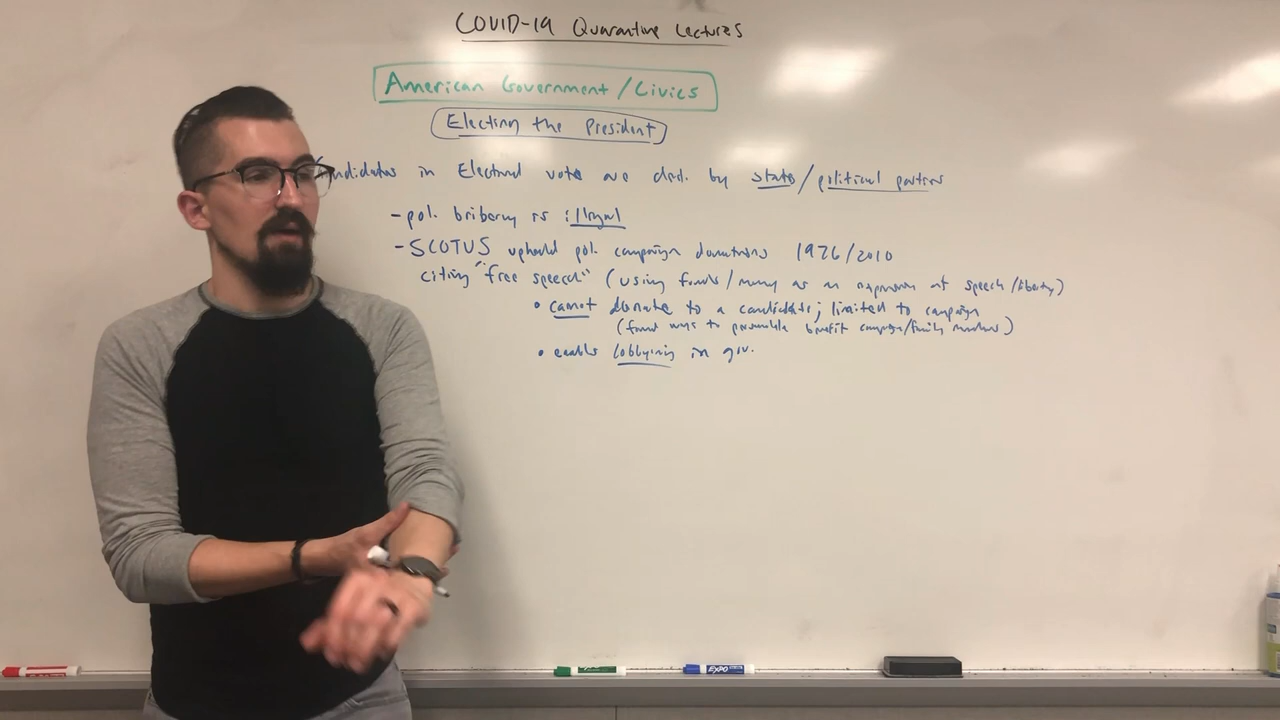 COVID-19 Quarantine Lectures
American Government/Civics
Electing the President
Candidates in Electoral vote are decl. by states/political parties
- pol. bribery is illegal
- SCOTUS upheld pol. campaign donations 1976/2010
citing "free speech" (using funds/money as an expression of speech/liberty)
• cannot donate to a candidate; limited to campaign
(found ways to benefit campaign/family members)
• enable lobbying in gov.
EXPO